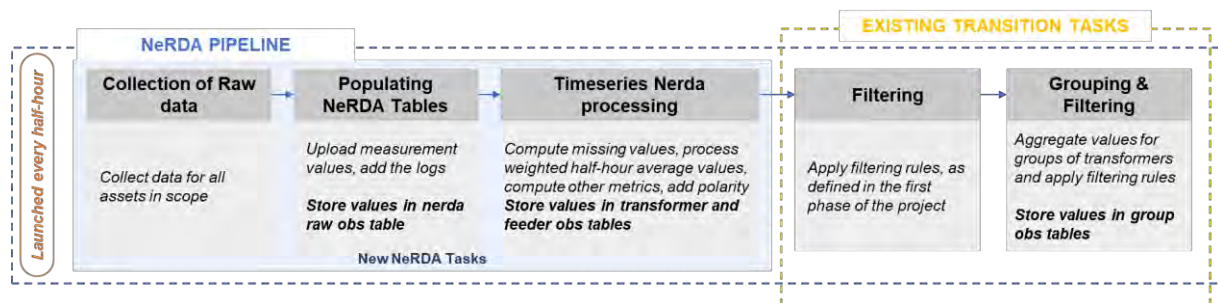 EXISTING TRANSITION TASKS
NeRDA PIPELINE
Launched every half-hour
Collection of Raw
data
Collect data for all
assets in scope
Populating
NeRDA Tables
Upload measurement
values, add the logs
Store values in nerda
raw obs table
Timeseries Nerda
processing
Compute missing values, process
weighted half-hour average values,
compute other metrics, add polarity
Store values in transformer and
feeder obs tables
New NeRDA Tasks
Filtering
Apply filtering rules, as
defined in the first
phase of the project
Grouping &
Filtering
Aggregate values for
groups of transformers
and apply filtering rules
Store values in group
obs tables